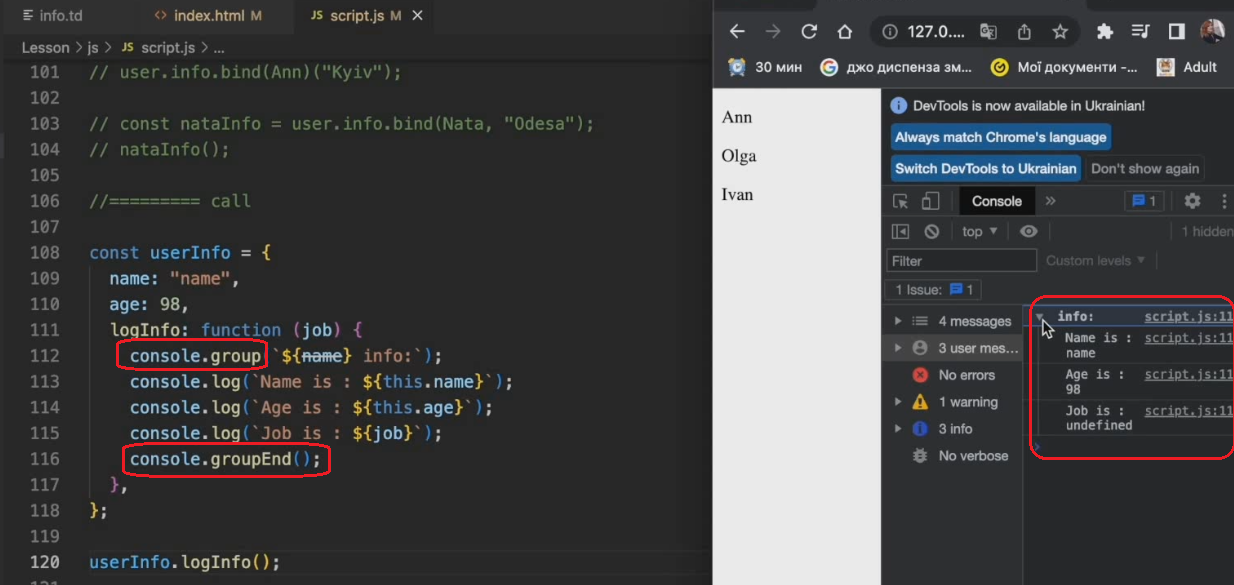 info.td
index.html M
JS script.js M
Lesson > js > JS script.js > ...
101 // user.info.bind(Ann)("Kyiv");
102
103 // const nataInfo = user.info.bind(Nata, "Odesa");
104 // nataInfo();
105
106 //========= call
107
108 const userInfo = {
109 name: "name",
110 age: 98,
111 logInfo: function (job) {
112 console.group(`${name} info:`);
113 console.log(`Name is : ${this.name}`);
114 console.log(`Age is : ${this.age}`);
115 console.log(`Job is : ${job}`);
116 console.groupEnd();
117 },
118 };
119
120 userInfo.logInfo();
127.0....
30 мин
джо диспенза зм...
Мої документи -...
Adult
Ann
Olga
Ivan
DevTools is now available in Ukrainian!
Always match Chrome's language
Switch DevTools to Ukrainian
Don't show again
Console
1
top
1 hidden
Filter
Custom levels
1 Issue: 1
4 messages
3 user mes...
No errors
1 warning
3 info
No verbose
info: script.js:11
Name is : script.js:11
name
Age is : script.js:11
98
Job is : script.js:11
undefined